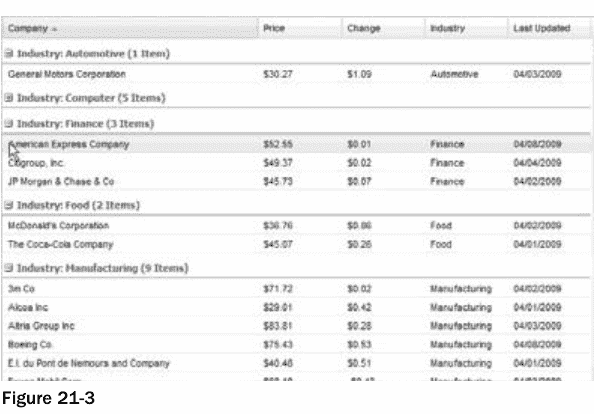 Company Price Change Industry Last Updated
Industry: Automotive (1 Item)
General Motors Corporation $30.27 $1.09 Automotive 04/03/2009
Industry: Computer (5 Items)
Industry: Finance (3 Items)
American Express Company $52.55 $0.01 Finance 04/08/2009
Citigroup, Inc. $49.37 $0.02 Finance 04/04/2009
JP Morgan & Chase & Co $45.73 $0.07 Finance 04/02/2009
Industry: Food (2 Items)
McDonald's Corporation $36.76 $0.86 Food 04/02/2009
The Coca-Cola Company $45.07 $0.26 Food 04/01/2009
Industry: Manufacturing (9 Items)
3m Co $71.72 $0.02 Manufacturing 04/02/2009
Alcoa Inc $29.01 $0.42 Manufacturing 04/01/2009
Altria Group Inc $83.81 $0.28 Manufacturing 04/03/2009
Boeing Co. $75.43 $0.53 Manufacturing 04/08/2009
E.I. du Pont de Nemours and Company $40.48 $0.51 Manufacturing 04/01/2009
Figure 21-3